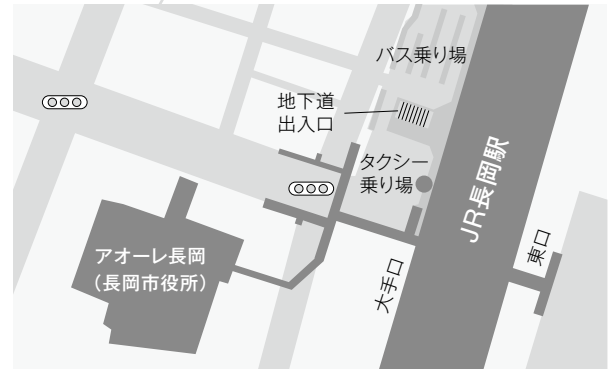 バス乗り場
地下道
出入口
タクシー
乗り場
JR長岡駅
東口
大手口
アオーレ長岡
（長岡市役所）